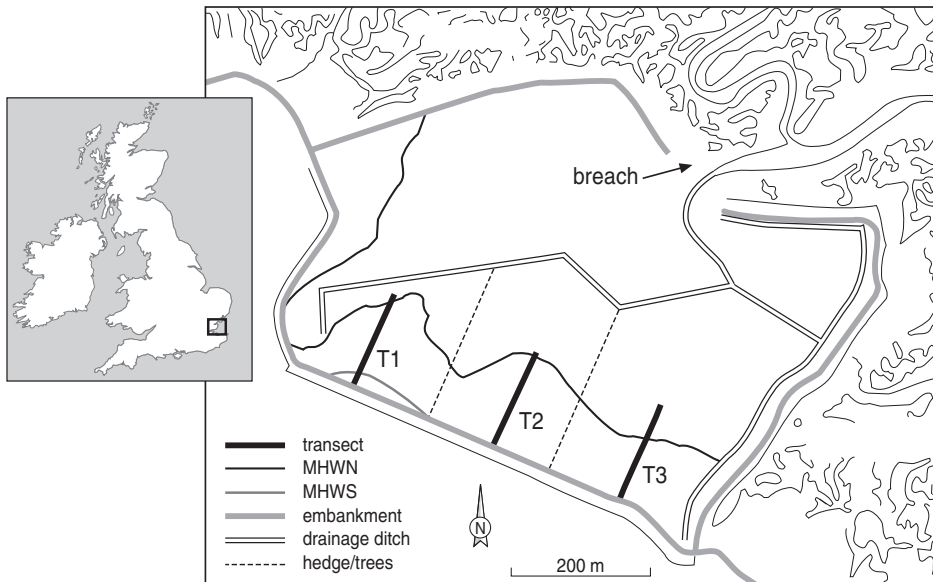 breach
T1
T2
T3
transect
MHWN
MHWS
embankment
drainage ditch
hedge/trees
N
200 m